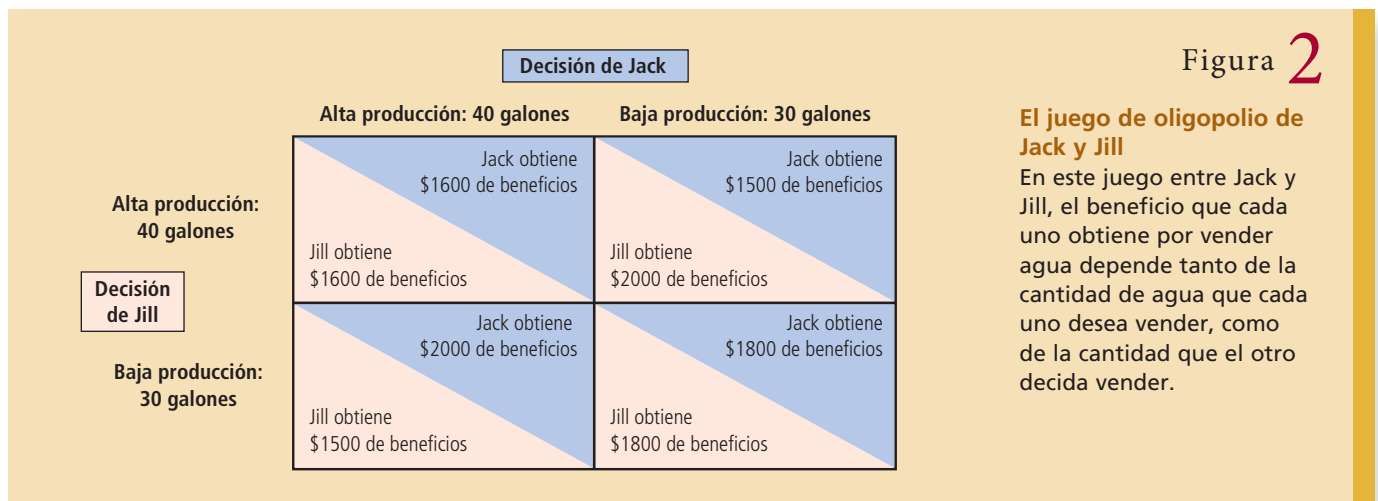 Decisión de Jack
Alta producción: 40 galones
Baja producción: 30 galones
Alta producción:
40 galones
Decisión
de Jill
Baja producción:
30 galones
Jack obtiene
$1600 de beneficios
Jill obtiene
$1600 de beneficios
Jack obtiene
$1500 de beneficios
Jill obtiene
$2000 de beneficios
Jack obtiene
$2000 de beneficios
Jill obtiene
$1500 de beneficios
Jack obtiene
$1800 de beneficios
Jill obtiene
$1800 de beneficios
Figura 2
El juego de oligopolio de
Jack y Jill
En este juego entre Jack y
Jill, el beneficio que cada
uno obtiene por vender
agua depende tanto de la
cantidad de agua que cada
uno desea vender, como
de la cantidad que el otro
decida vender.